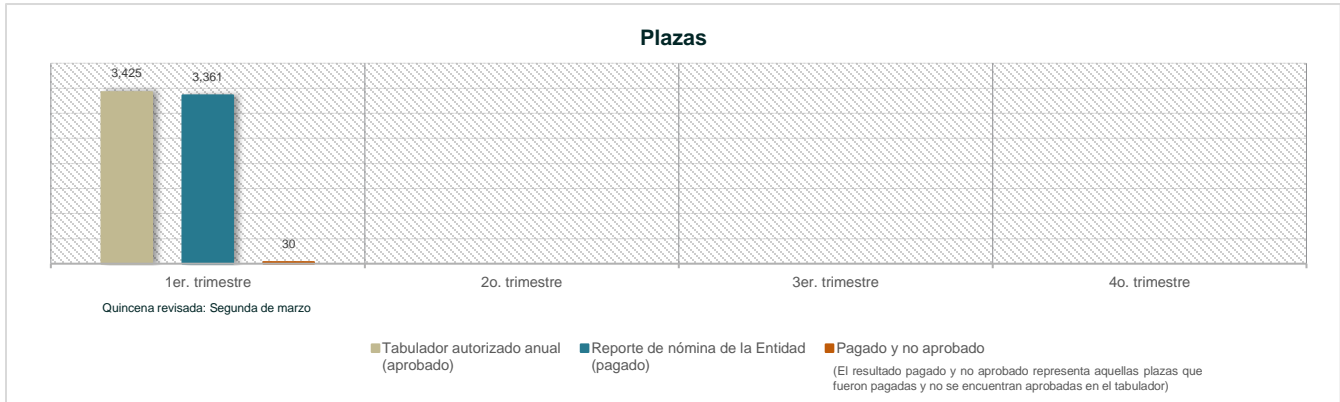 Plazas
3,425
3,361
30
1er. trimestre
2o. trimestre
3er. trimestre
4o. trimestre
Quincena revisada: Segunda de marzo
Tabulador autorizado anual
(aprobado)
Reporte de nómina de la Entidad
(pagado)
Pagado y no aprobado
(El resultado pagado y no aprobado representa aquellas plazas que
fueron pagadas y no se encuentran aprobadas en el tabulador)